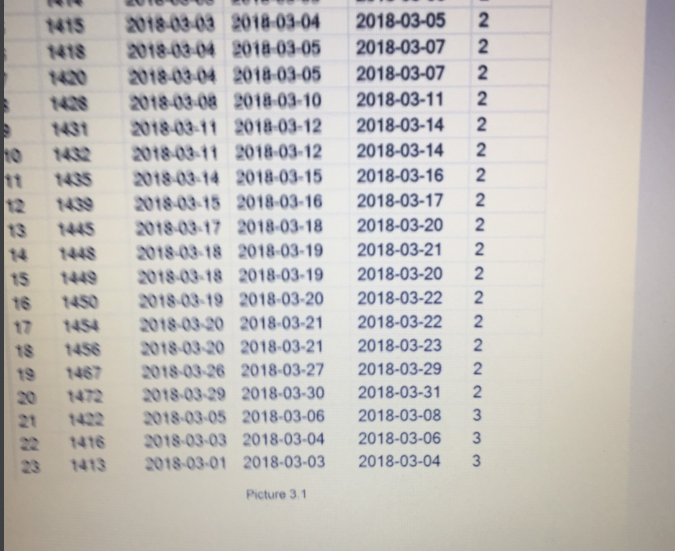 1415 2018-03-03 2018-03-04 2018-03-05 2
1418 2018-03-04 2018-03-05 2018-03-07 2
1420 2018-03-04 2018-03-05 2018-03-07 2
1428 2018-03-08 2018-03-10 2018-03-11 2
1431 2018-03-11 2018-03-12 2018-03-14 2
10 1432 2018-03-11 2018-03-12 2018-03-14 2
11 1435 2018-03-14 2018-03-15 2018-03-16 2
12 1439 2018-03-15 2018-03-16 2018-03-17 2
13 1445 2018-03-17 2018-03-18 2018-03-20 2
14 1448 2018-03-18 2018-03-19 2018-03-21 2
15 1449 2018-03-18 2018-03-19 2018-03-20 2
16 1450 2018-03-19 2018-03-20 2018-03-22 2
17 1454 2018-03-20 2018-03-21 2018-03-22 2
18 1456 2018-03-20 2018-03-21 2018-03-23 2
19 1467 2018-03-26 2018-03-27 2018-03-29 2
20 1472 2018-03-29 2018-03-30 2018-03-31 2
21 1422 2018-03-05 2018-03-06 2018-03-08 3
22 1416 2018-03-03 2018-03-04 2018-03-06 3
23 1413 2018-03-01 2018-03-03 2018-03-04 3
Picture 3.1